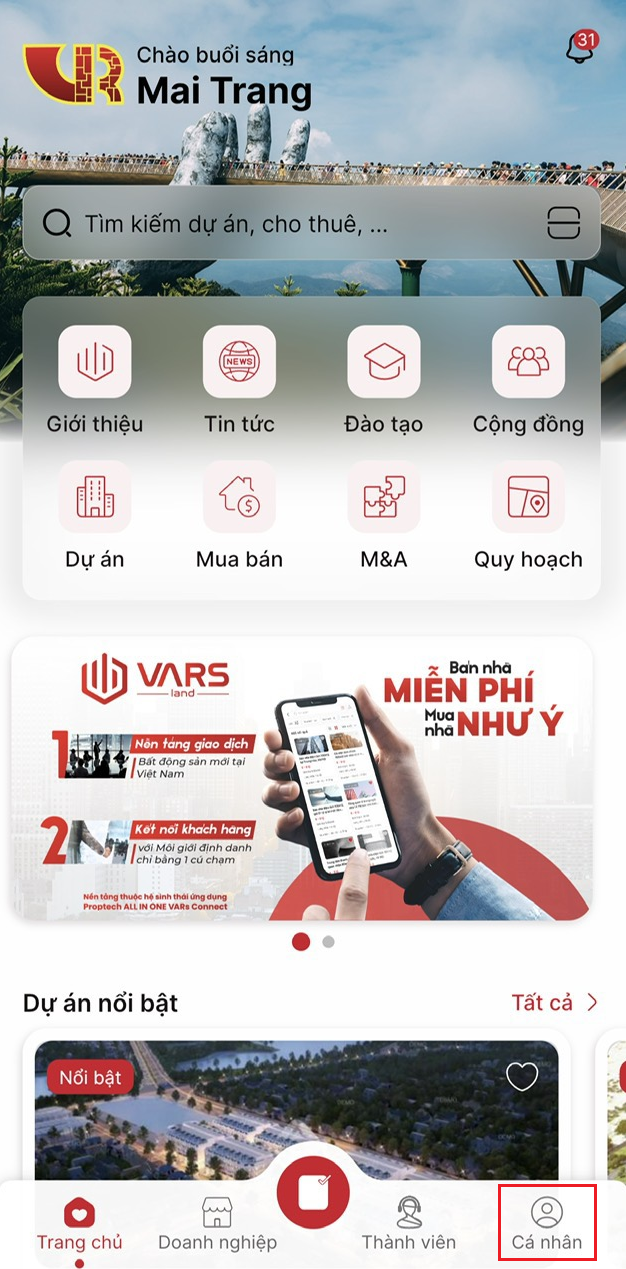 Chào buổi sáng
31
Mai Trang
Tìm kiếm dự án, cho thuê, ...
NEWS
Giới thiệu
Tin tức
Đào tạo
Cộng đồng
Dự án
Mua bán
M&A
Quy hoạch
VARS
land
Bán nhà
MIỄN PHÍ
Mua nhà NHƯ Ý
1 Nền tảng giao dịch
Bất động sản mới tại
Việt Nam
2 Kết nối khách hàng
với Môi giới định danh
chỉ bằng 1 cú chạm
Nền tảng thuộc hệ sinh thái ứng dụng
Proptech ALL IN ONE VARs Connect
Dự án nổi bật
Tất cả
Nổi bật
Trang chủ
Doanh nghiệp
Thành viên
Cá nhân